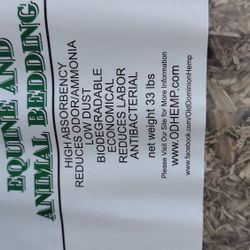 EQUINE AND
ANIMAL BEDDING
HIGH ABSORBENCY
REDUCES ODOR/AMMONIA
LOW DUST
BIODEGRADABLE
ECONOMICAL
REDUCES LABOR
ANTIBACTERIAL
net weight 33 lbs
www.ODHEMP.com
Please Visit Our Site for More Information
www.facebook.com/OldDominionHemp